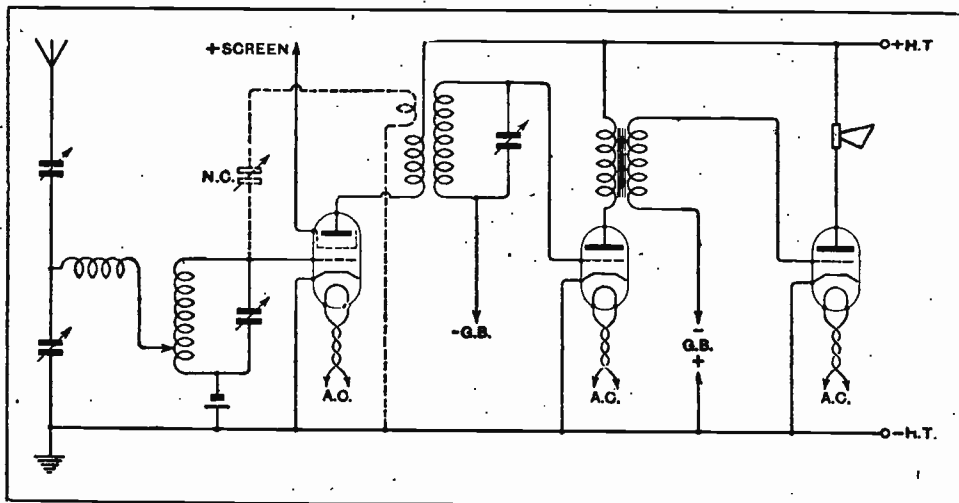 +SCREEN
+H.T
N.C.
-G.B.
-
G.B.
+
A.C.
A.C.
A.C.
-H.T.